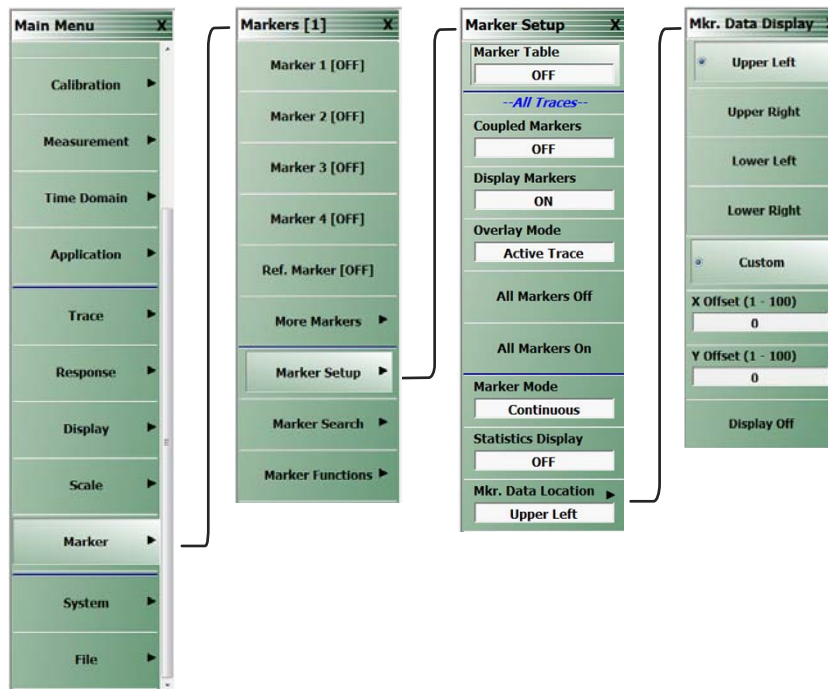 Main Menu X
Calibration
Measurement
Time Domain
Application
Trace
Response
Display
Scale
Marker
System
File
Markers [1] X
Marker 1 [OFF]
Marker 2 [OFF]
Marker 3 [OFF]
Marker 4 [OFF]
Ref. Marker [OFF]
More Markers
Marker Setup
Marker Search
Marker Functions
Marker Setup X
Marker Table
OFF
--All Traces--
Coupled Markers
OFF
Display Markers
ON
Overlay Mode
Active Trace
All Markers Off
All Markers On
Marker Mode
Continuous
Statistics Display
OFF
Mkr. Data Location
Upper Left
Mkr. Data Display
Upper Left
Upper Right
Lower Left
Lower Right
Custom
X Offset (1 - 100)
0
Y Offset (1 - 100)
0
Display Off